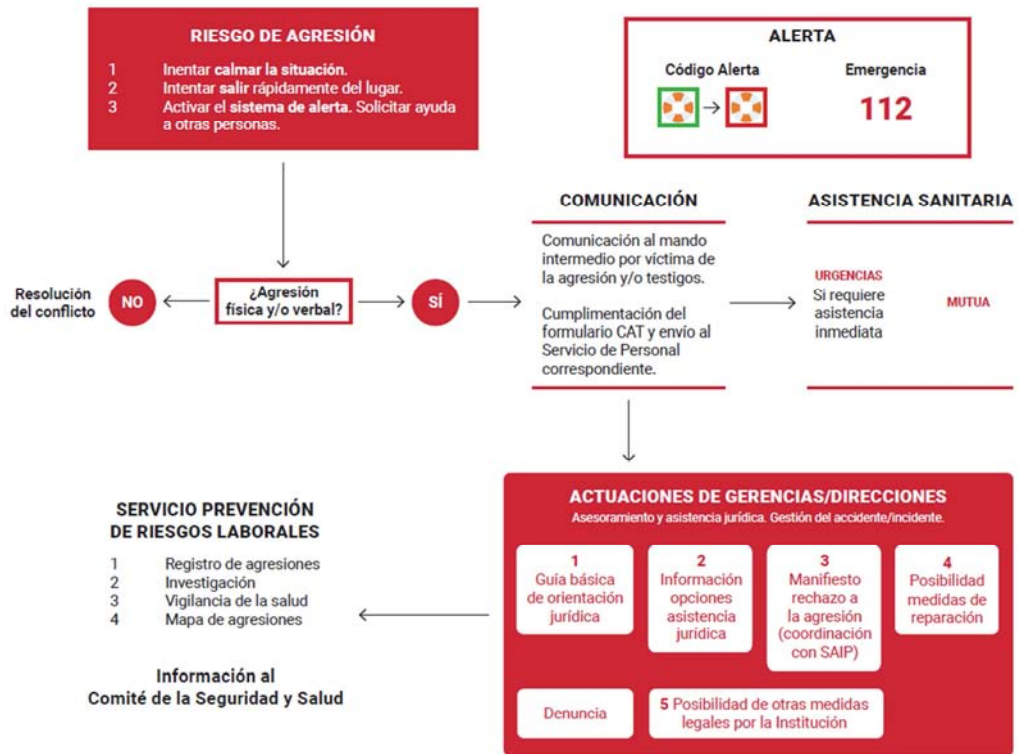 RIESGO DE AGRESIÓN
1 Inentar calmar la situación.
2 Intentar salir rápidamente del lugar.
3 Activar el sistema de alerta. Solicitar ayuda
a otras personas.
ALERTA
Código Alerta
Emergencia
112
Resolución
del conflicto
NO
¿Agresión
física y/o verbal?
SÍ
COMUNICACIÓN
Comunicación al mando
intermedio por víctima de
la agresión y/o testigos.
Cumplimentación del
formulario CAT y envío al
Servicio de Personal
correspondiente.
ASISTENCIA SANITARIA
URGENCIAS
Si requiere
asistencia
inmediata
MUTUA
ACTUACIONES DE GERENCIAS/DIRECCIONES
Asesoramiento y asistencia jurídica. Gestión del accidente/incidente.
1
Guía básica
de orientación
jurídica
2
Información
opciones
asistencia
jurídica
3
Manifiesto
rechazo a
la agresión
(coordinación
con SAIP)
4
Posibilidad
medidas de
reparación
Denuncia
5 Posibilidad de otras medidas
legales por la Institución
SERVICIO PREVENCIÓN
DE RIESGOS LABORALES
1 Registro de agresiones
2 Investigación
3 Vigilancia de la salud
4 Mapa de agresiones
Información al
Comité de la Seguridad y Salud